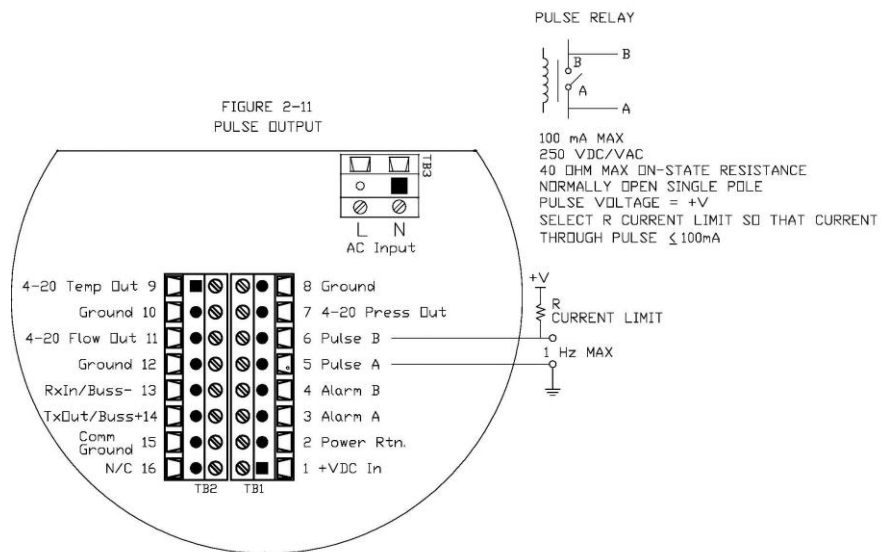 PULSE RELAY
B
B
A
A
FIGURE 2-11
PULSE OUTPUT
100 mA MAX
250 VDC/VAC
40 OHM MAX ON-STATE RESISTANCE
NORMALLY OPEN SINGLE POLE
PULSE VOLTAGE = +V
SELECT R CURRENT LIMIT SO THAT CURRENT
THROUGH PULSE ≤ 100mA
TB3
L N
AC Input
4-20 Temp Out 9
Ground 10
4-20 Flow Out 11
Ground 12
RxIn/Buss- 13
TxOut/Buss+14
Comm
Ground 15
N/C 16
8 Ground
7 4-20 Press Out
6 Pulse B
5 Pulse A
4 Alarm B
3 Alarm A
2 Power Rtn.
1 +VDC In
TB2 TB1
+V
R
CURRENT LIMIT
1 Hz MAX